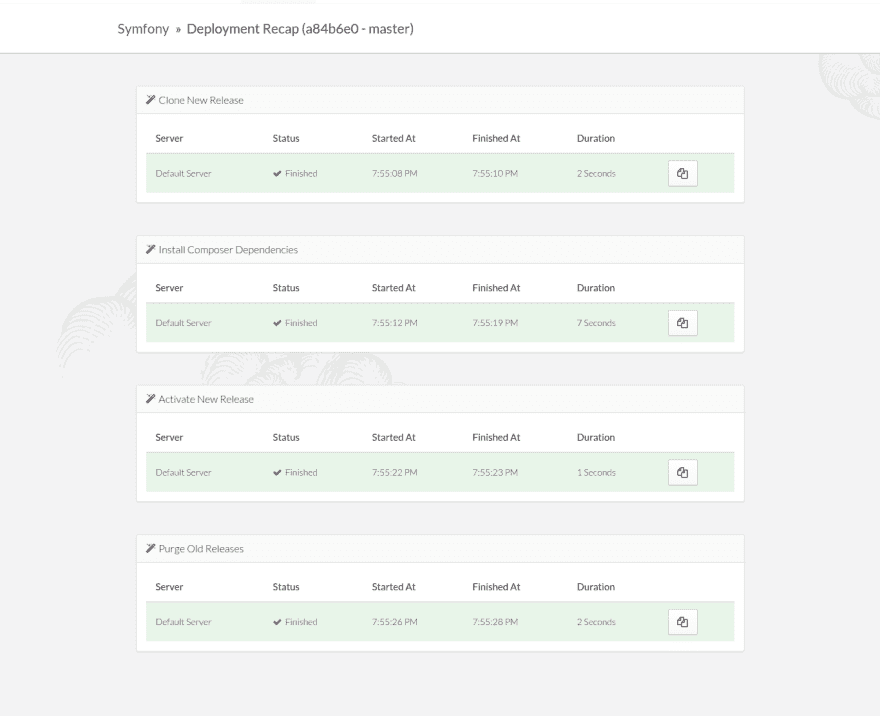 Symfony » Deployment Recap (a84b6e0 - master)
Clone New Release
Server Status Started At Finished At Duration
Default Server Finished 7:55:08 PM 7:55:10 PM 2 Seconds
Install Composer Dependencies
Server Status Started At Finished At Duration
Default Server Finished 7:55:12 PM 7:55:19 PM 7 Seconds
Activate New Release
Server Status Started At Finished At Duration
Default Server Finished 7:55:22 PM 7:55:23 PM 1 Seconds
Purge Old Releases
Server Status Started At Finished At Duration
Default Server Finished 7:55:26 PM 7:55:28 PM 2 Seconds